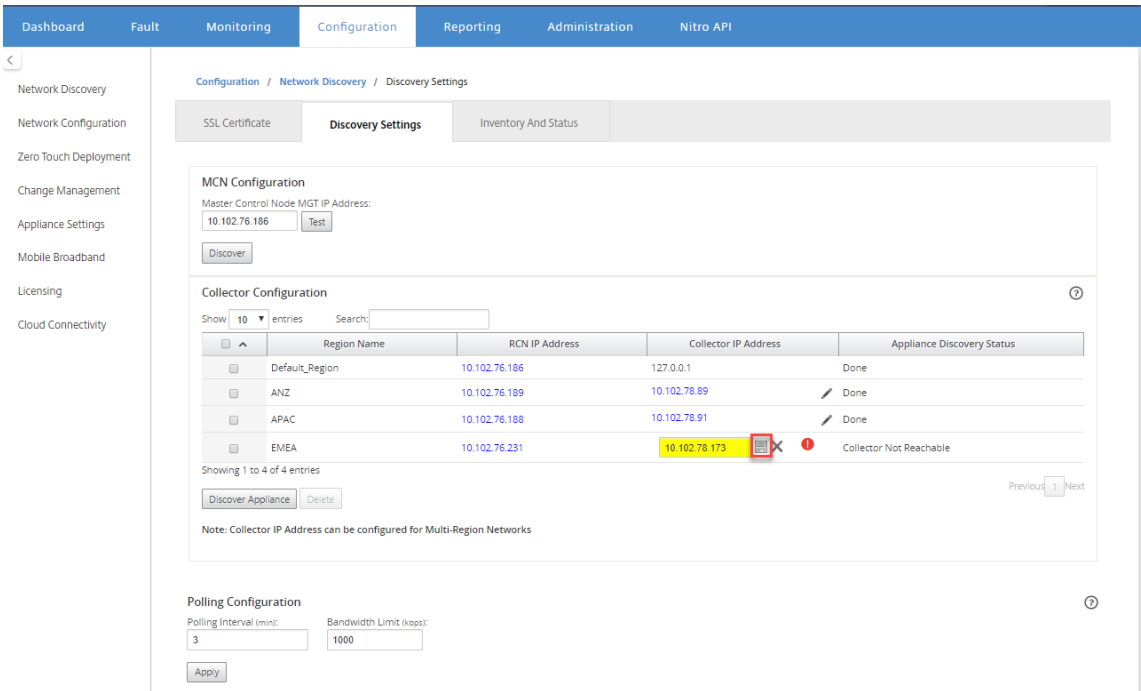 Dashboard Fault Monitoring Configuration Reporting Administration Nitro API
Network Discovery
Network Configuration
Zero Touch Deployment
Change Management
Appliance Settings
Mobile Broadband
Licensing
Cloud Connectivity
Configuration / Network Discovery / Discovery Settings
SSL Certificate Discovery Settings Inventory And Status
MCN Configuration
Master Control Node MGT IP Address:
10.102.76.186 Test
Discover
Collector Configuration
Show 10 entries Search:
Region Name RCN IP Address Collector IP Address Appliance Discovery Status
Default_Region 10.102.76.186 127.0.0.1 Done
ANZ 10.102.76.189 10.102.78.89 Done
APAC 10.102.76.188 10.102.78.91 Done
EMEA 10.102.76.231 10.102.78.173 Collector Not Reachable
Showing 1 to 4 of 4 entries
Previous 1 Next
Discover Appliance Delete
Note: Collector IP Address can be configured for Multi-Region Networks
Polling Configuration
Polling Interval (min): Bandwidth Limit (kbps):
3 1000
Apply